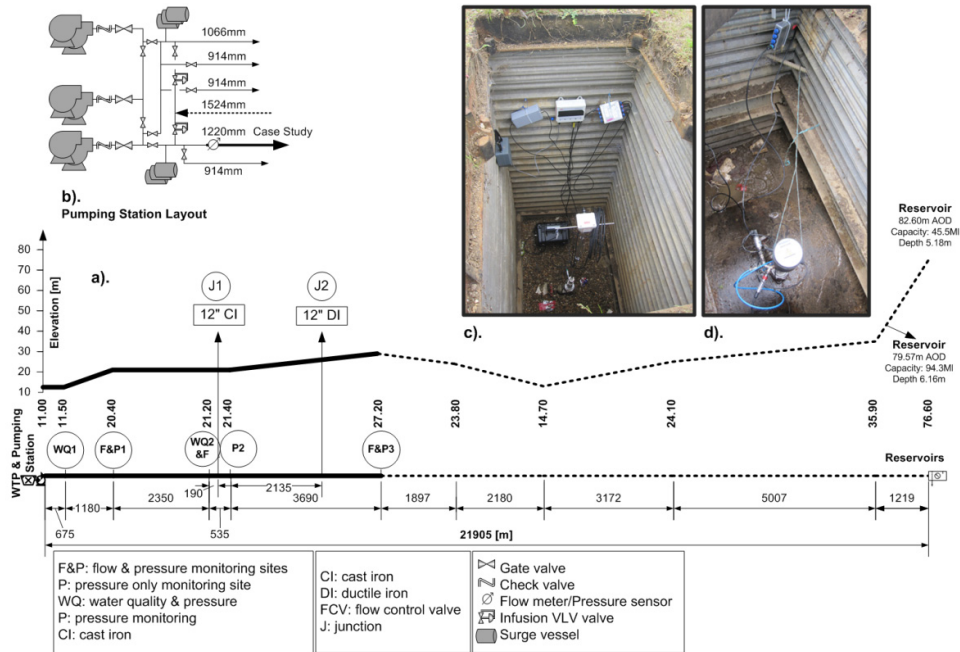 1066mm
914mm
914mm
1524mm
1220mm Case Study
914mm
b).
Pumping Station Layout
c).
d).
Reservoir
82.60m AOD
Capacity: 45.5Ml
Depth 5.18m
Reservoir
79.57m AOD
Capacity: 94.3Ml
Depth 6.16m
a).
Elevation [m]
80
70
60
50
40
30
20
10
J1
12" CI
J2
12" DI
11.00
11.50
20.40
21.20
21.40
27.20
23.80
14.70
24.10
35.90
76.60
WTP & Pumping
Station
WQ1
F&P1
WQ2
&F
P2
F&P3
Reservoirs
675
1180
2350
190
535
2135
3690
1897
2180
3172
5007
1219
21905 [m]
F&P: flow & pressure monitoring sites
P: pressure only monitoring site
WQ: water quality & pressure
P: pressure monitoring
CI: cast iron
CI: cast iron
DI: ductile iron
FCV: flow control valve
J: junction
Gate valve
Check valve
Flow meter/Pressure sensor
Infusion VLV valve
Surge vessel